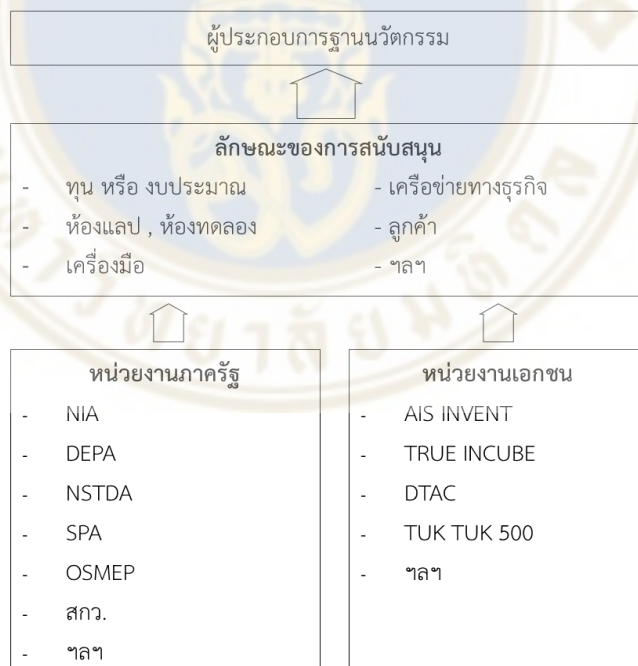 ผู้ประกอบการฐานนวัตกรรม
ลักษณะของการสนับสนุน
- ทุน หรือ งบประมาณ - เครือข่ายทางธุรกิจ
- ห้องแลป , ห้องทดลอง - ลูกค้า
- เครื่องมือ - ฯลฯ
หน่วยงานภาครัฐ
- NIA
- DEPA
- NSTDA
- SPA
- OSMEP
- สกว.
- ฯลฯ
หน่วยงานเอกชน
- AIS INVENT
- TRUE INCUBE
- DTAC
- TUK TUK 500
- ฯลฯ